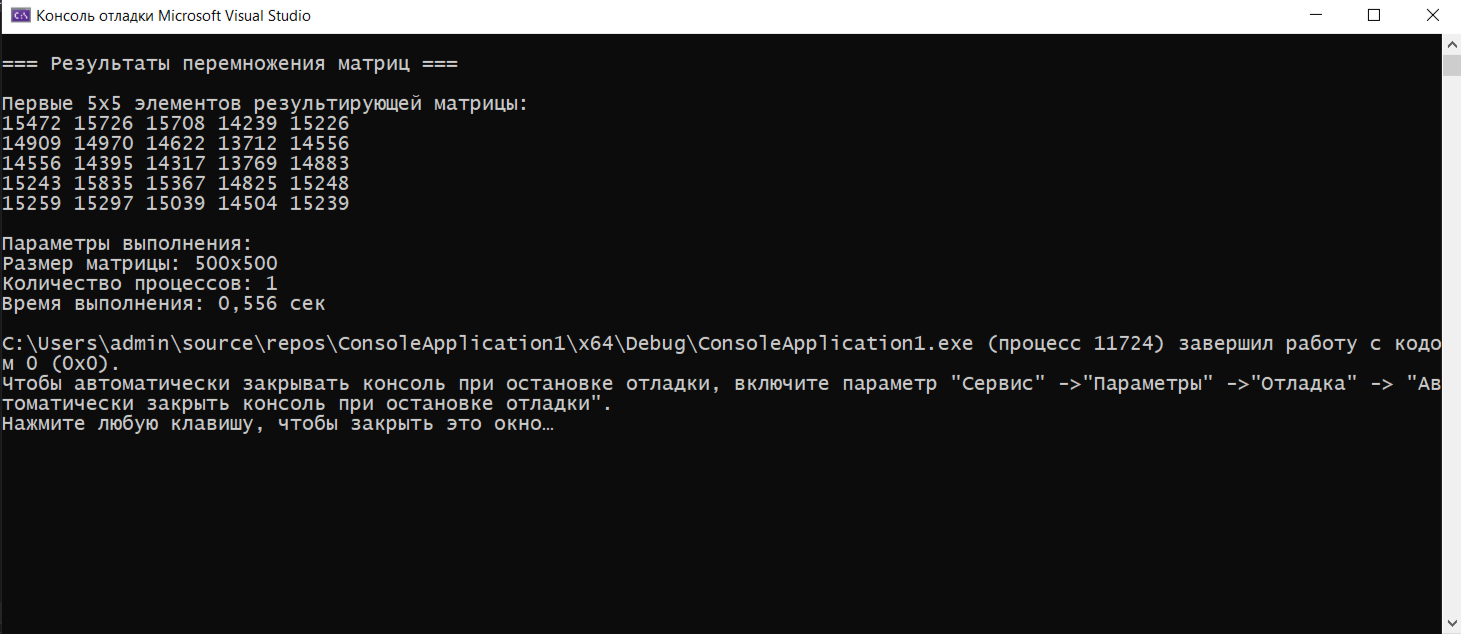 Консоль отладки Microsoft Visual Studio
=== Результаты перемножения матриц ===
Первые 5x5 элементов результирующей матрицы:
15472 15726 15708 14239 15226
14909 14970 14622 13712 14556
14556 14395 14317 13769 14883
15243 15835 15367 14825 15248
15259 15297 15039 14504 15239
Параметры выполнения:
Размер матрицы: 500x500
Количество процессов: 1
Время выполнения: 0,556 сек
C:\Users\admin\source\repos\ConsoleApplication1\x64\Debug\ConsoleApplication1.exe (процесс 11724) завершил работу с кодо
м 0 (0x0).
Чтобы автоматически закрывать консоль при остановке отладки, включите параметр "Сервис" ->"Параметры" ->"Отладка" -> "Ав
томатически закрыть консоль при остановке отладки".
Нажмите любую клавишу, чтобы закрыть это окно…